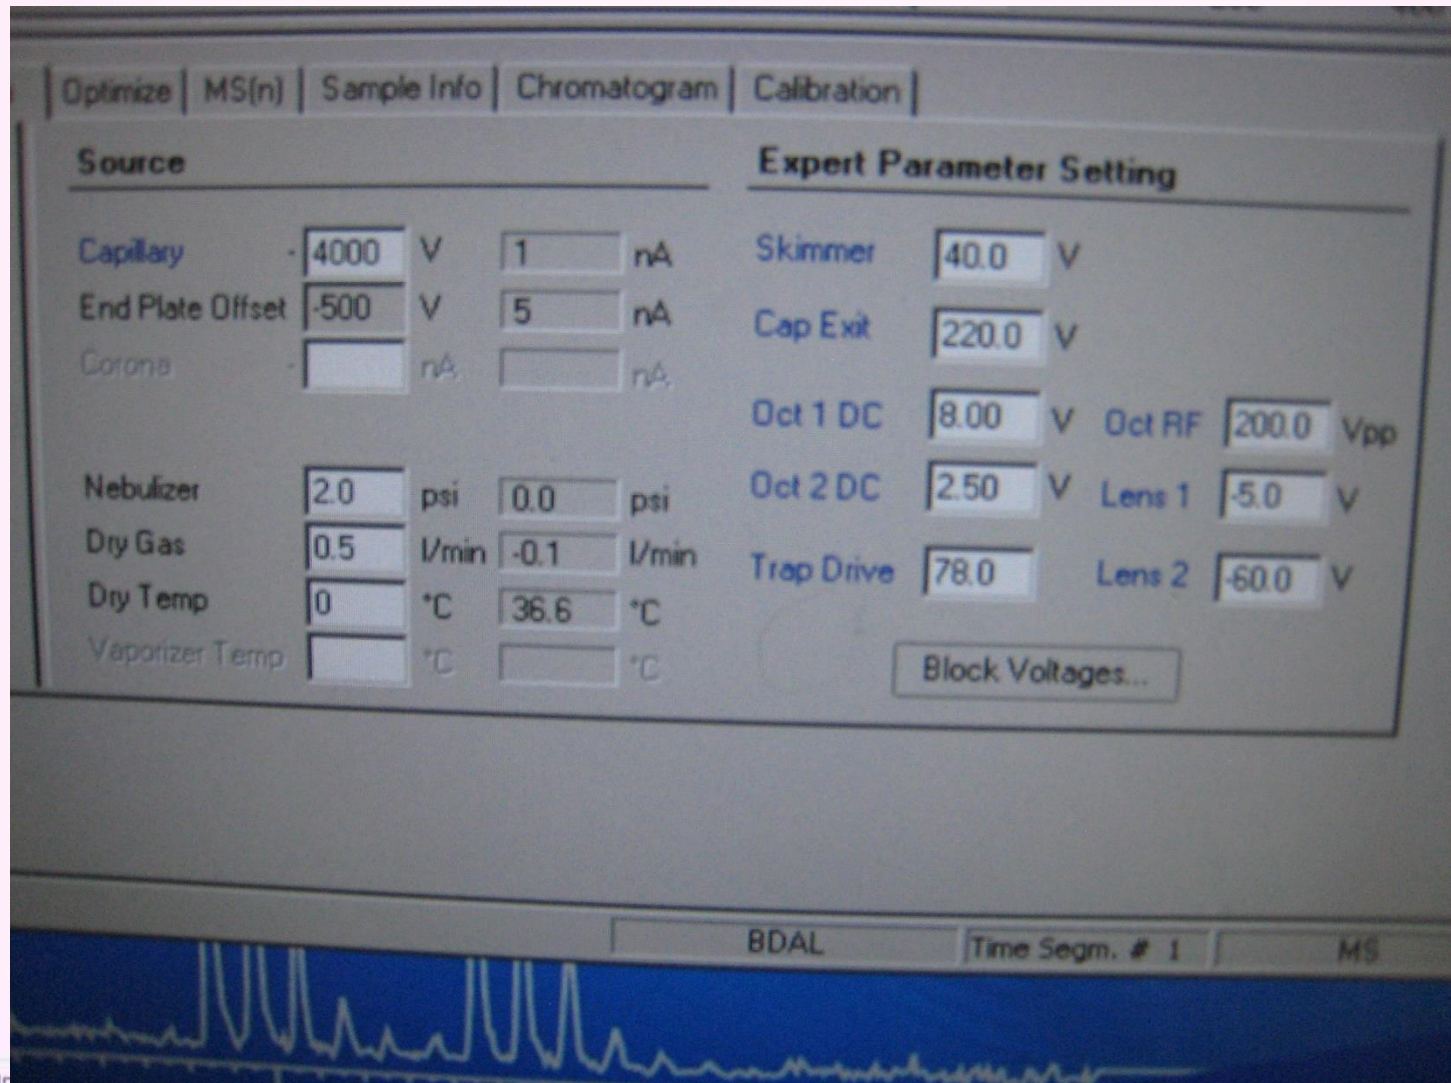 Optimize MS(n) Sample Info Chromatogram Calibration
Source
Capillary - 4000 V 1 nA
End Plate Offset -500 V 5 nA
Corona - nA nA
Nebulizer 2.0 psi 0.0 psi
Dry Gas 0.5 l/min -0.1 l/min
Dry Temp 0 °C 36.6 °C
Vaporizer Temp °C °C
Expert Parameter Setting
Skimmer 40.0 V
Cap Exit 220.0 V
Oct 1 DC 8.00 V Oct RF 200.0 Vpp
Oct 2 DC 2.50 V Lens 1 -5.0 V
Trap Drive 78.0 Lens 2 -60.0 V
Block Voltages...
BDAL Time Segm. # 1 MS